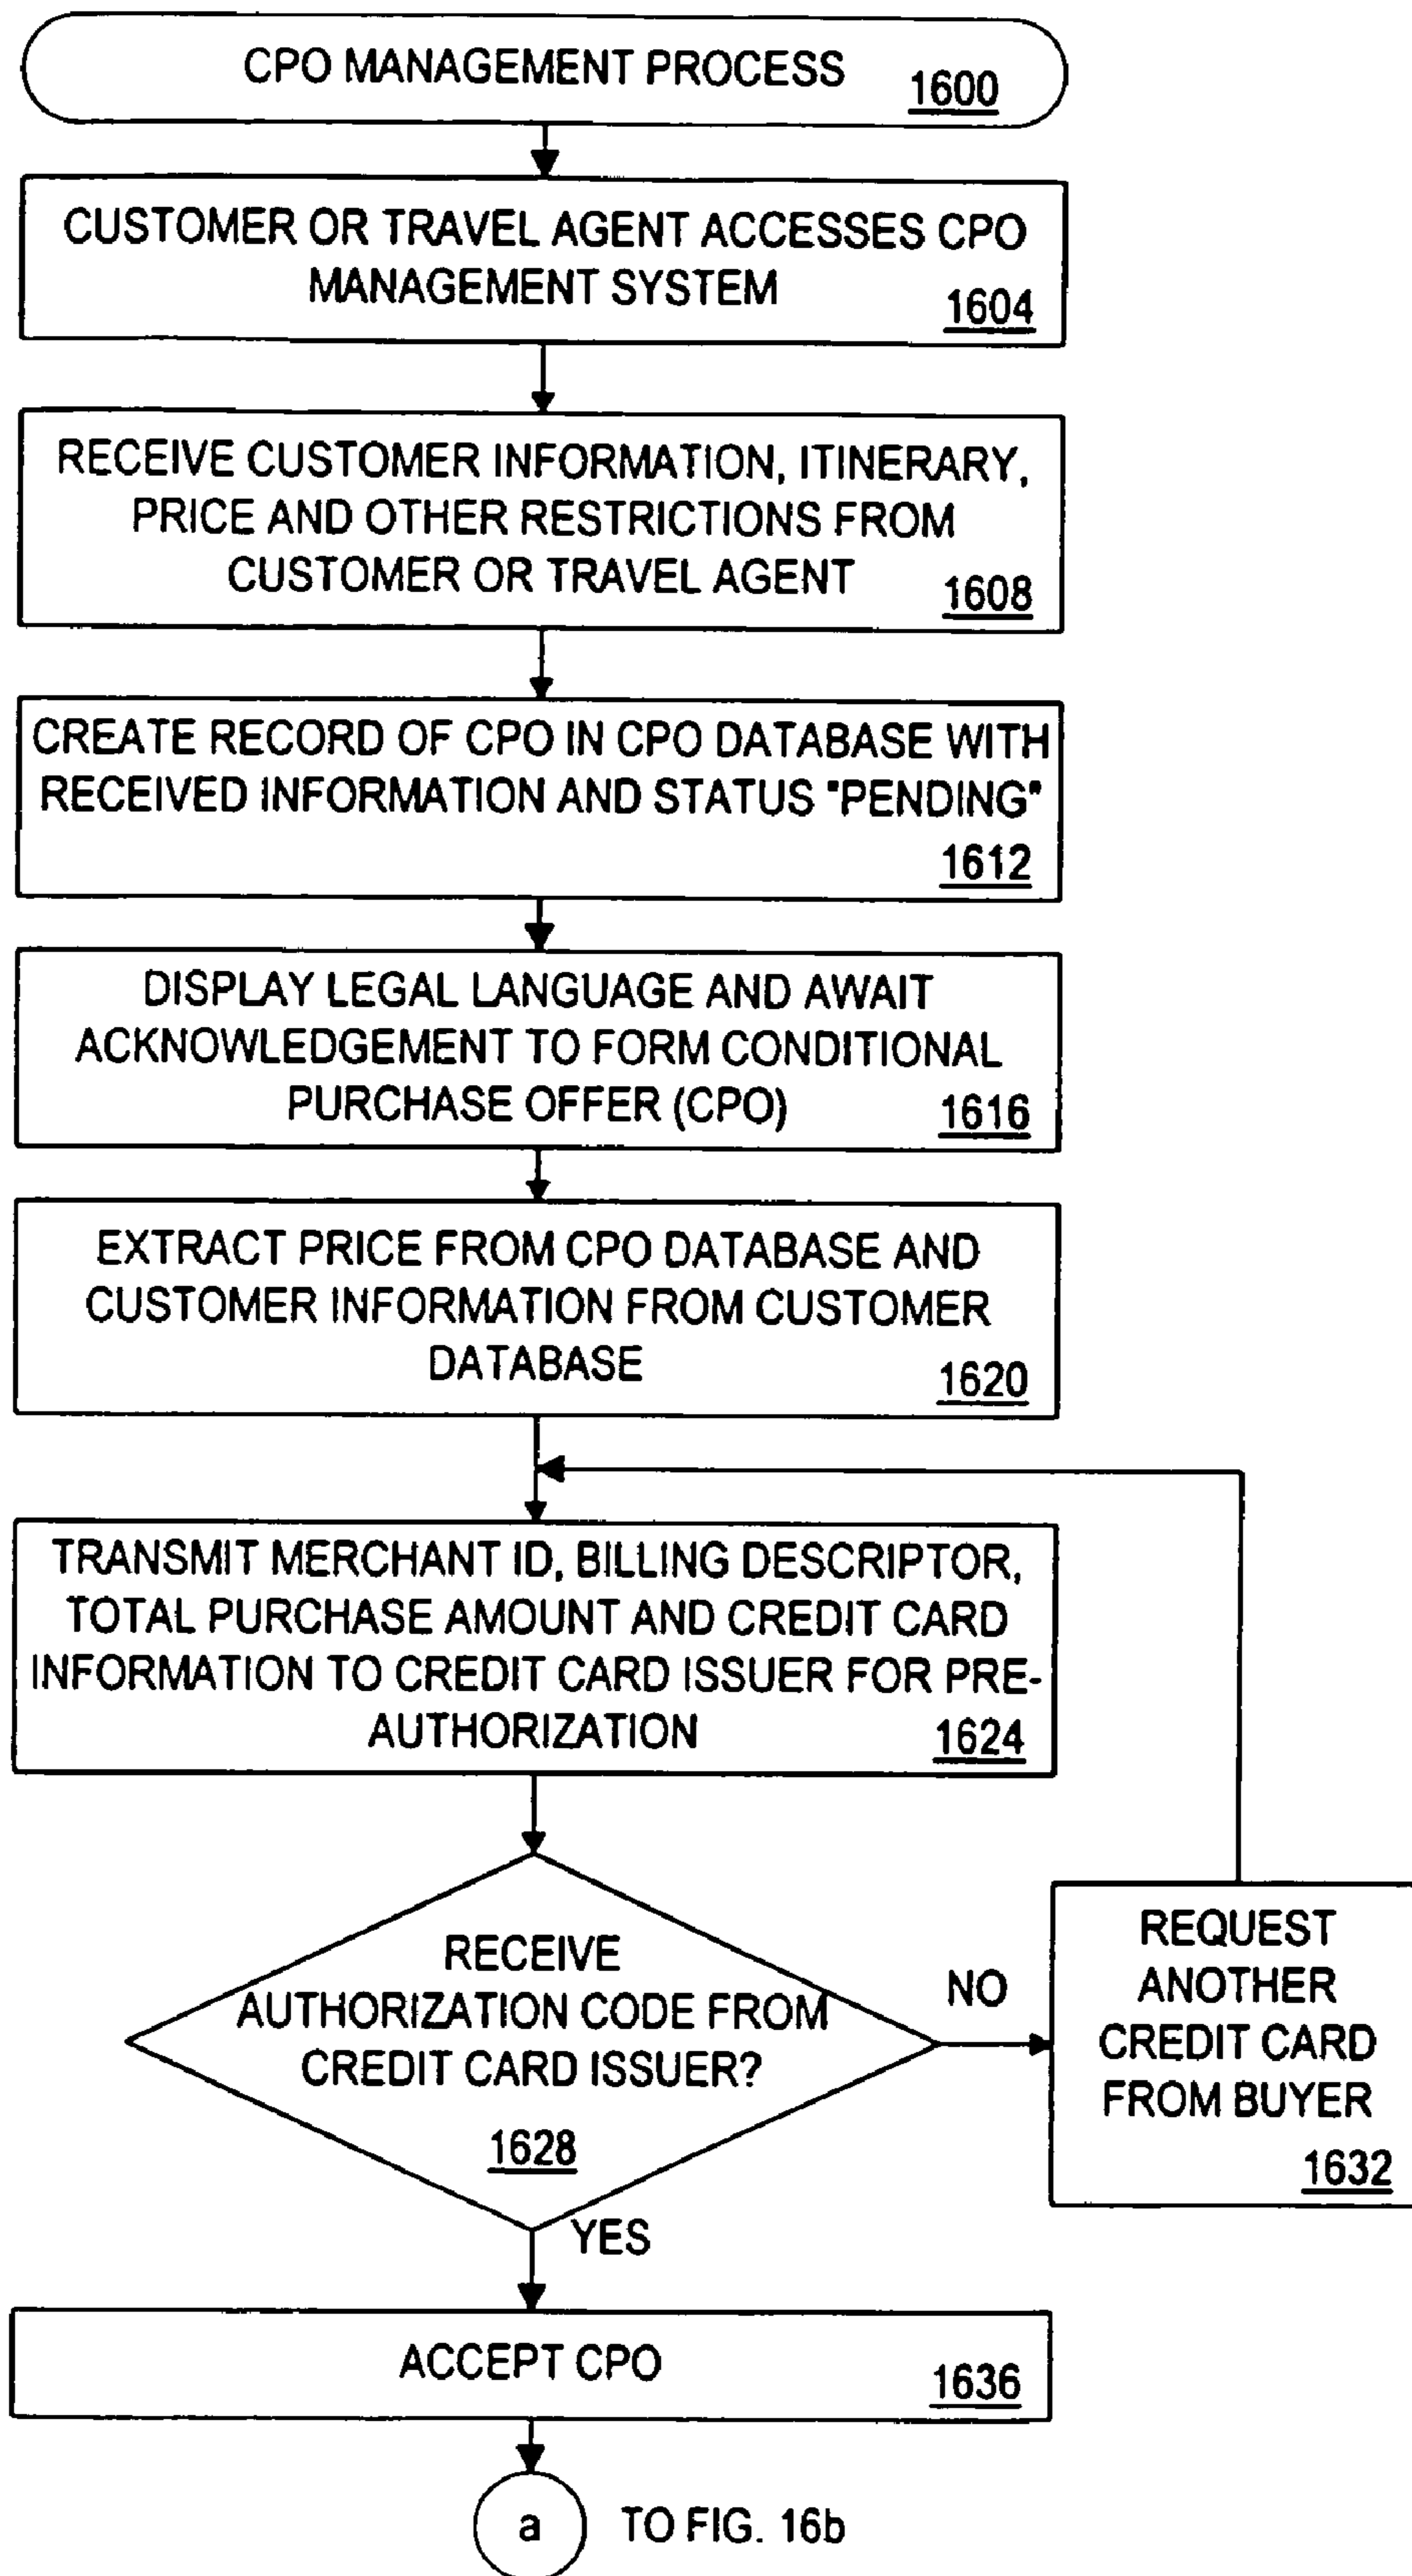 CPO MANAGEMENT PROCESS 1600
CUSTOMER OR TRAVEL AGENT ACCESSES CPO
MANAGEMENT SYSTEM
1604
RECEIVE CUSTOMER INFORMATION, ITINERARY,
PRICE AND OTHER RESTRICTIONS FROM
CUSTOMER OR TRAVEL AGENT
1608
CREATE RECORD OF CPO IN CPO DATABASE WITH
RECEIVED INFORMATION AND STATUS "PENDING"
1612
DISPLAY LEGAL LANGUAGE AND AWAIT
ACKNOWLEDGEMENT TO FORM CONDITIONAL
PURCHASE OFFER (CPO)
1616
EXTRACT PRICE FROM CPO DATABASE AND
CUSTOMER INFORMATION FROM CUSTOMER
DATABASE
1620
TRANSMIT MERCHANT ID, BILLING DESCRIPTOR,
TOTAL PURCHASE AMOUNT AND CREDIT CARD
INFORMATION TO CREDIT CARD ISSUER FOR PRE-
AUTHORIZATION
1624
RECEIVE
AUTHORIZATION CODE FROM
CREDIT CARD ISSUER?
1628
NO
REQUEST
ANOTHER
CREDIT CARD
FROM BUYER
1632
YES
ACCEPT CPO
1636
a TO FIG. 16b